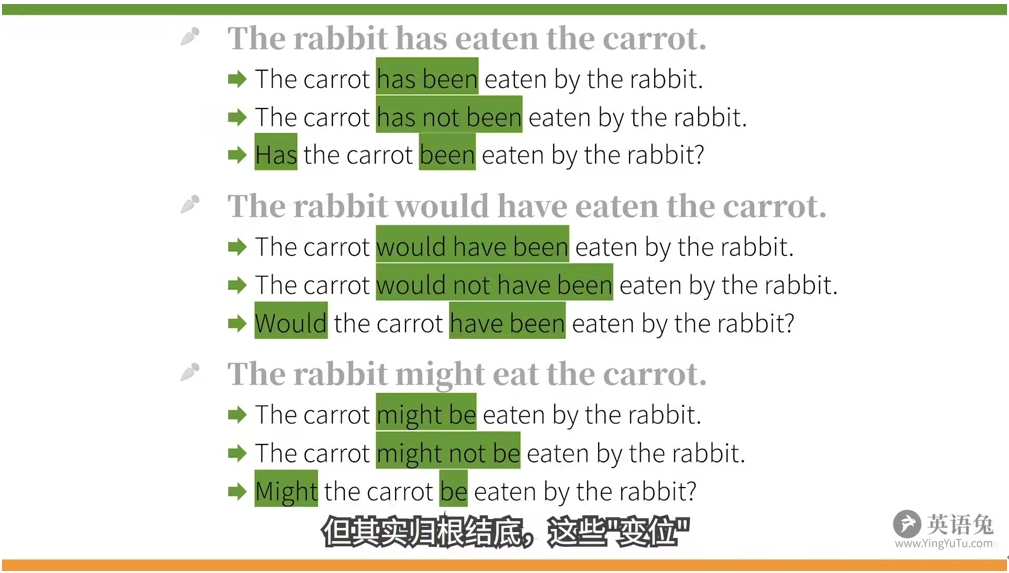 The rabbit has eaten the carrot.
The carrot has been eaten by the rabbit.
The carrot has not been eaten by the rabbit.
Has the carrot been eaten by the rabbit?
The rabbit would have eaten the carrot.
The carrot would have been eaten by the rabbit.
The carrot would not have been eaten by the rabbit.
Would the carrot have been eaten by the rabbit?
The rabbit might eat the carrot.
The carrot might be eaten by the rabbit.
The carrot might not be eaten by the rabbit.
Might the carrot be eaten by the rabbit?
但其实归根结底，这些"变位"
英语兔
www.YingYuTu.com